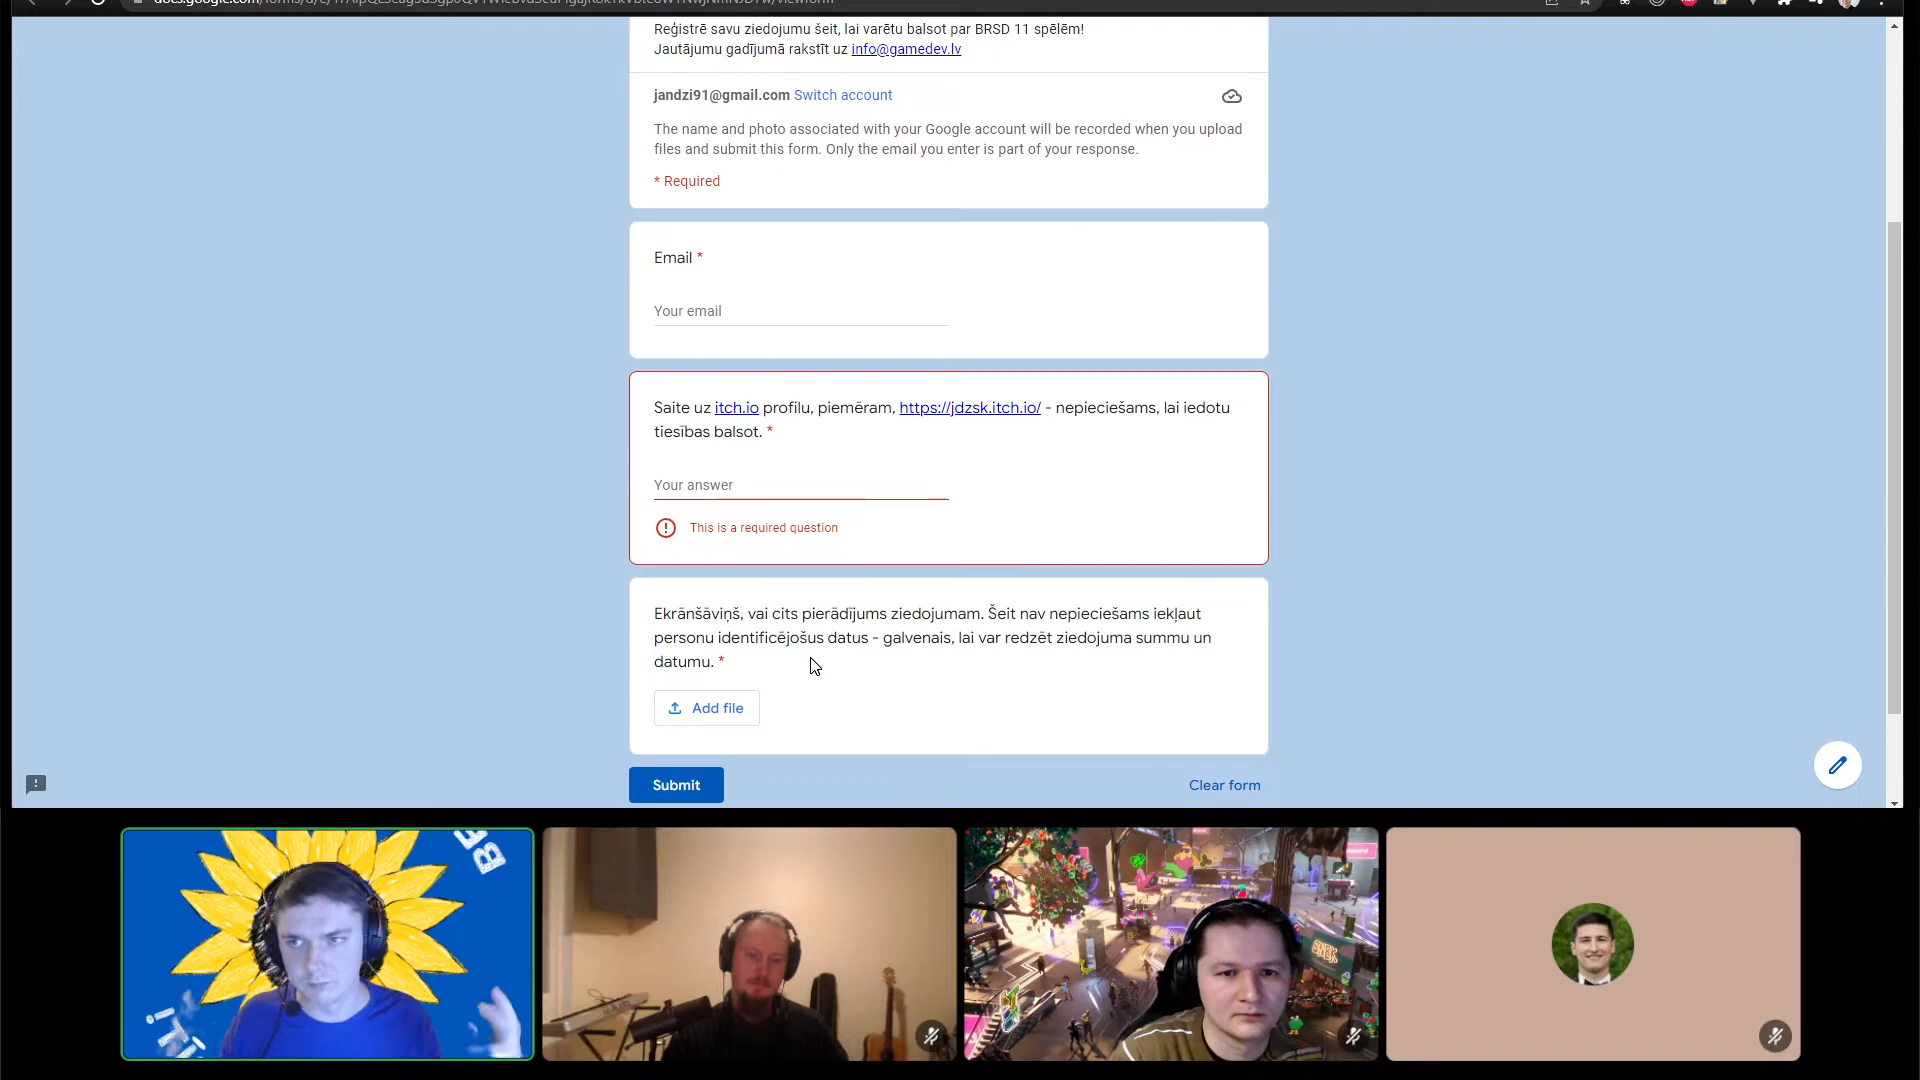 Reģistrē savu ziedojumu šeit, lai varētu balsot par BRSD 11 spēlēm!
Jautājumu gadījumā rakstīt uz info@gamedev.lv
jandzi91@gmail.com Switch account
The name and photo associated with your Google account will be recorded when you upload
files and submit this form. Only the email you enter is part of your response.
* Required
Email *
Your email
Saite uz itch.io profilu, piemēram, https://jdzsk.itch.io/ - nepieciešams, lai iedotu
tiesības balsot. *
Your answer
This is a required question
Ekrānšāviņš, vai cits pierādījums ziedojumam. Šeit nav nepieciešams iekļaut
personu identificējošus datus - galvenais, lai var redzēt ziedojuma summu un
datumu. *
Add file
Submit
Clear form
SNEK